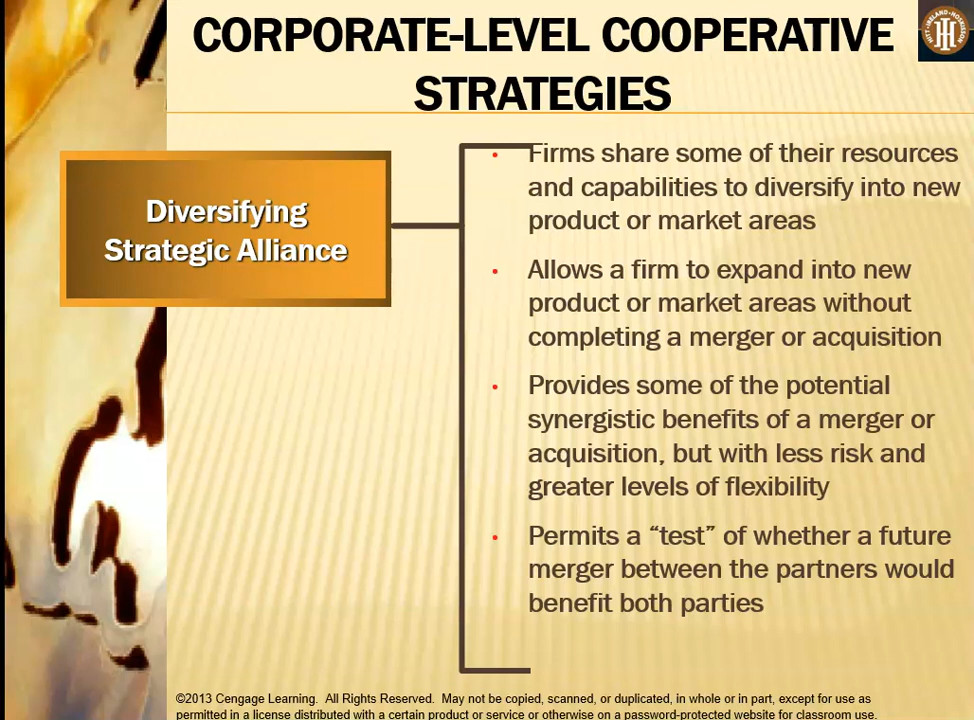 CORPORATE-LEVEL COOPERATIVE
STRATEGIES
HITT•IRELAND•HOSKISSON
Diversifying
Strategic Alliance
• Firms share some of their resources
and capabilities to diversify into new
product or market areas
• Allows a firm to expand into new
product or market areas without
completing a merger or acquisition
• Provides some of the potential
synergistic benefits of a merger or
acquisition, but with less risk and
greater levels of flexibility
• Permits a “test” of whether a future
merger between the partners would
benefit both parties
©2013 Cengage Learning. All Rights Reserved. May not be copied, scanned, or duplicated, in whole or in part, except for use as
permitted in a license distributed with a certain product or service or otherwise on a password-protected website for classroom use.